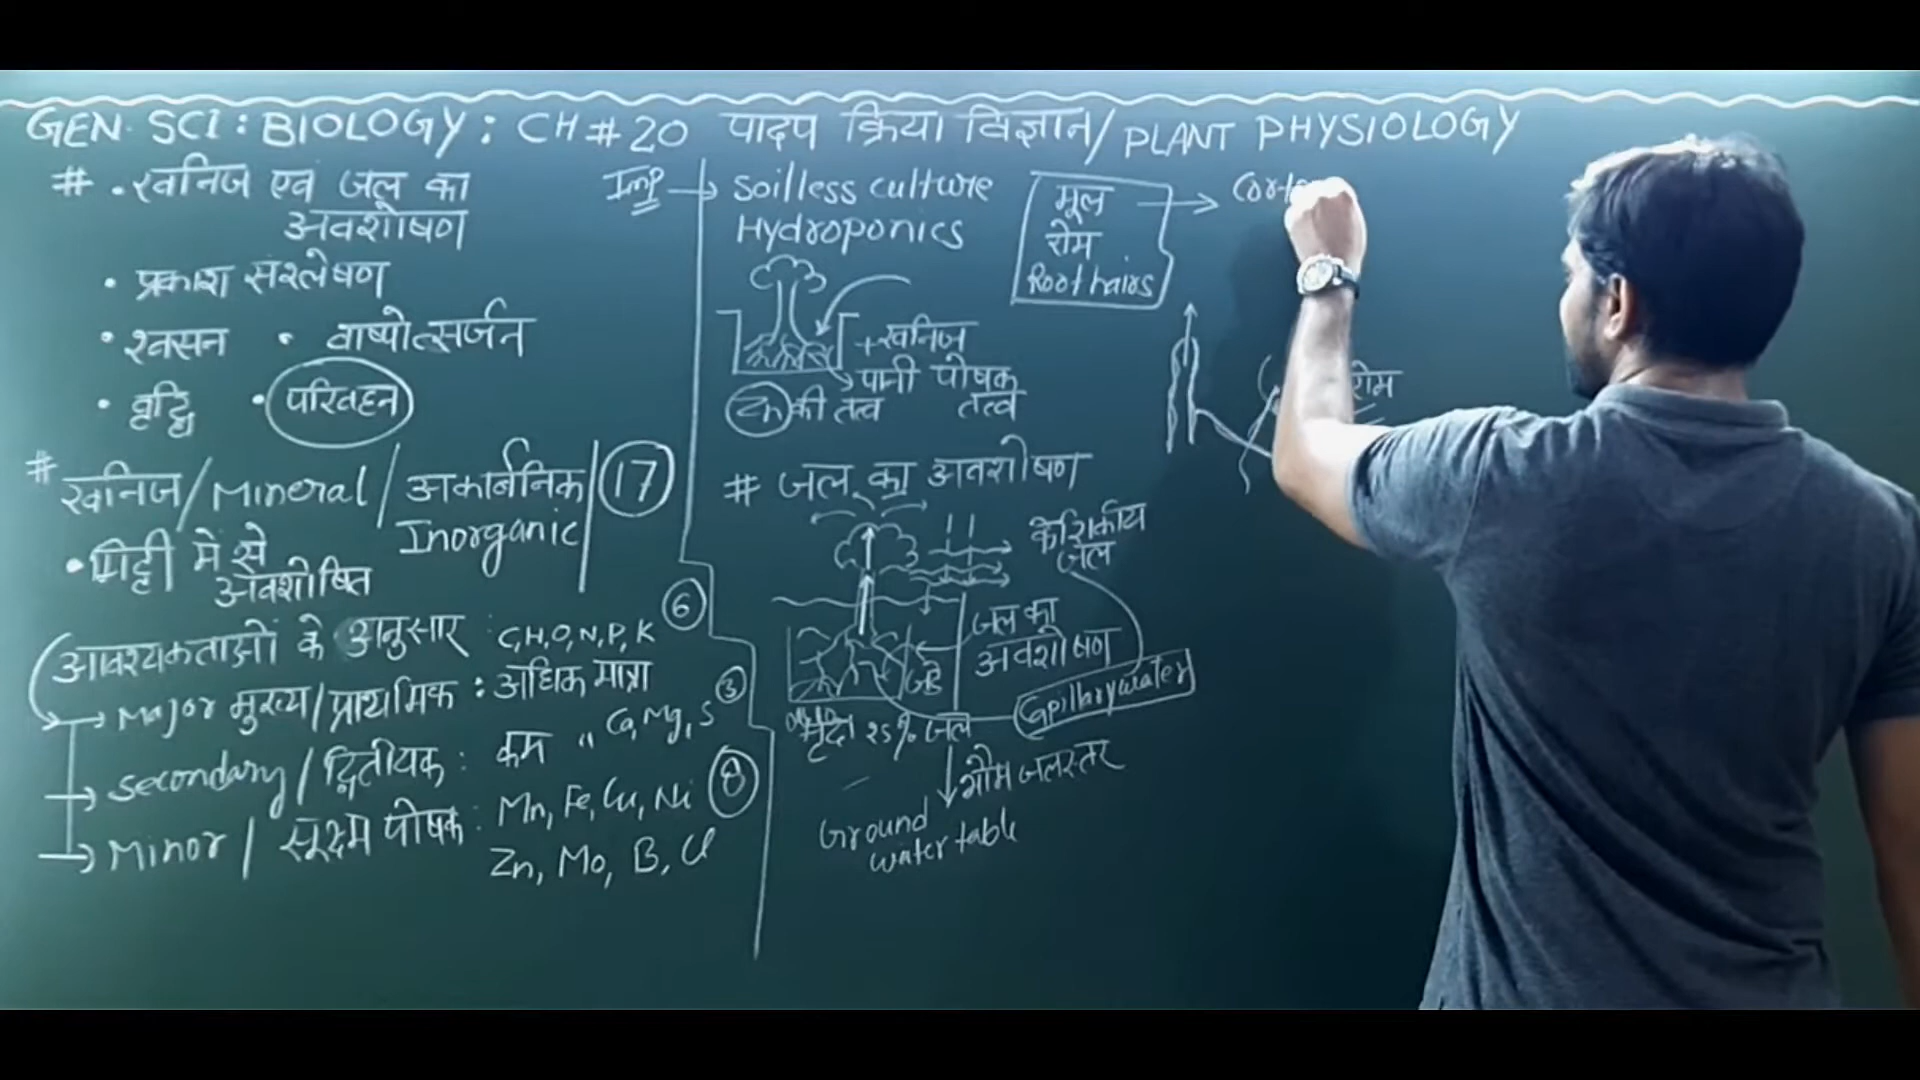 GEN. SCI : BIOLOGY : CH # 20 पादप क्रिया विज्ञान / PLANT PHYSIOLOGY
# • खनिज एवं जल का
अवशोषण
• प्रकाश संश्लेषण
• श्वसन • वाष्पोत्सर्जन
• वृद्धि • परिवहन
# खनिज / Mineral / अकार्बनिक 17
Inorganic
• मिट्टी में से
अवशोषित
आवश्यकताओं के अनुसार : C, H, O, N, P, K 6
→ Major मुख्य / प्राथमिक : अधिक मात्रा
→ Secondary / द्वितीयक : कम " Ca, Mg, S 3
→ Minor / सूक्ष्म पोषक : Mn, Fe, Cu, Ni 8
Zn, Mo, B, Cl
Imp → Soilless culture
Hydroponics
+ खनिज
पानी पोषक
तत्व
Zn की तत्व
# जल का अवशोषण
केशिकीय
जल
जल का
अवशोषण
जड़े
Capillary water
मृदा 25% जल
भौम जलस्तर
Ground
water table
मूल
रोम
Root hairs
→ Cort
रोम